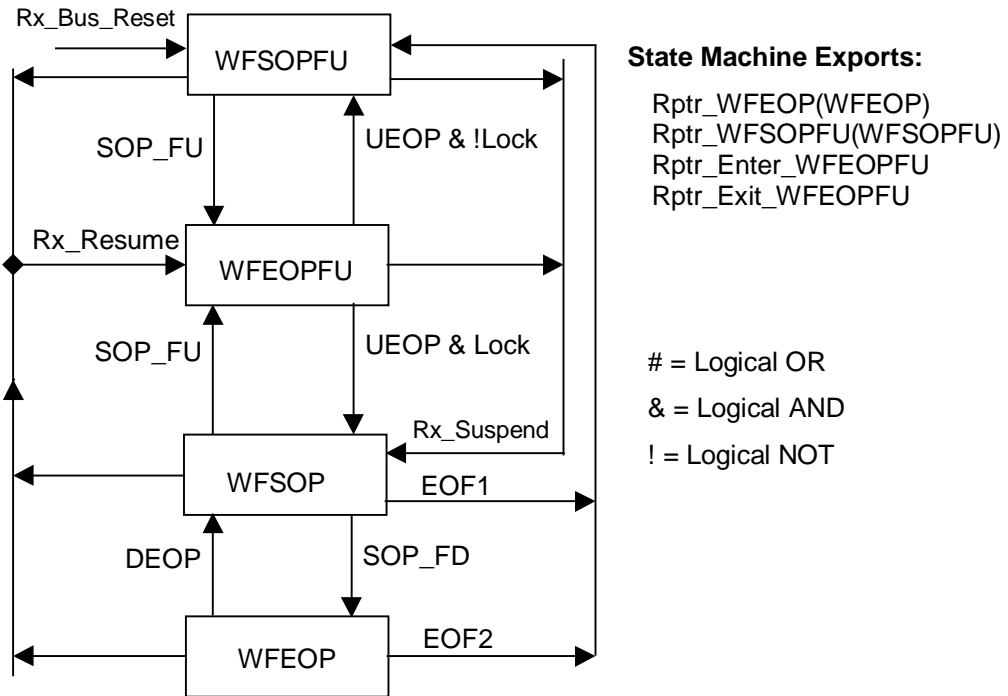 Rx_Bus_Reset
WFSOPFU
SOP_FU
UEOP & !Lock
Rx_Resume
WFEOPFU
SOP_FU
UEOP & Lock
Rx_Suspend
WFSOP
EOF1
DEOP
SOP_FD
WFEOP
EOF2
State Machine Exports:
Rptr_WFEOP(WFEOP)
Rptr_WFSOPFU(WFSOPFU)
Rptr_Enter_WFEOPFU
Rptr_Exit_WFEOPFU
# = Logical OR
& = Logical AND
! = Logical NOT